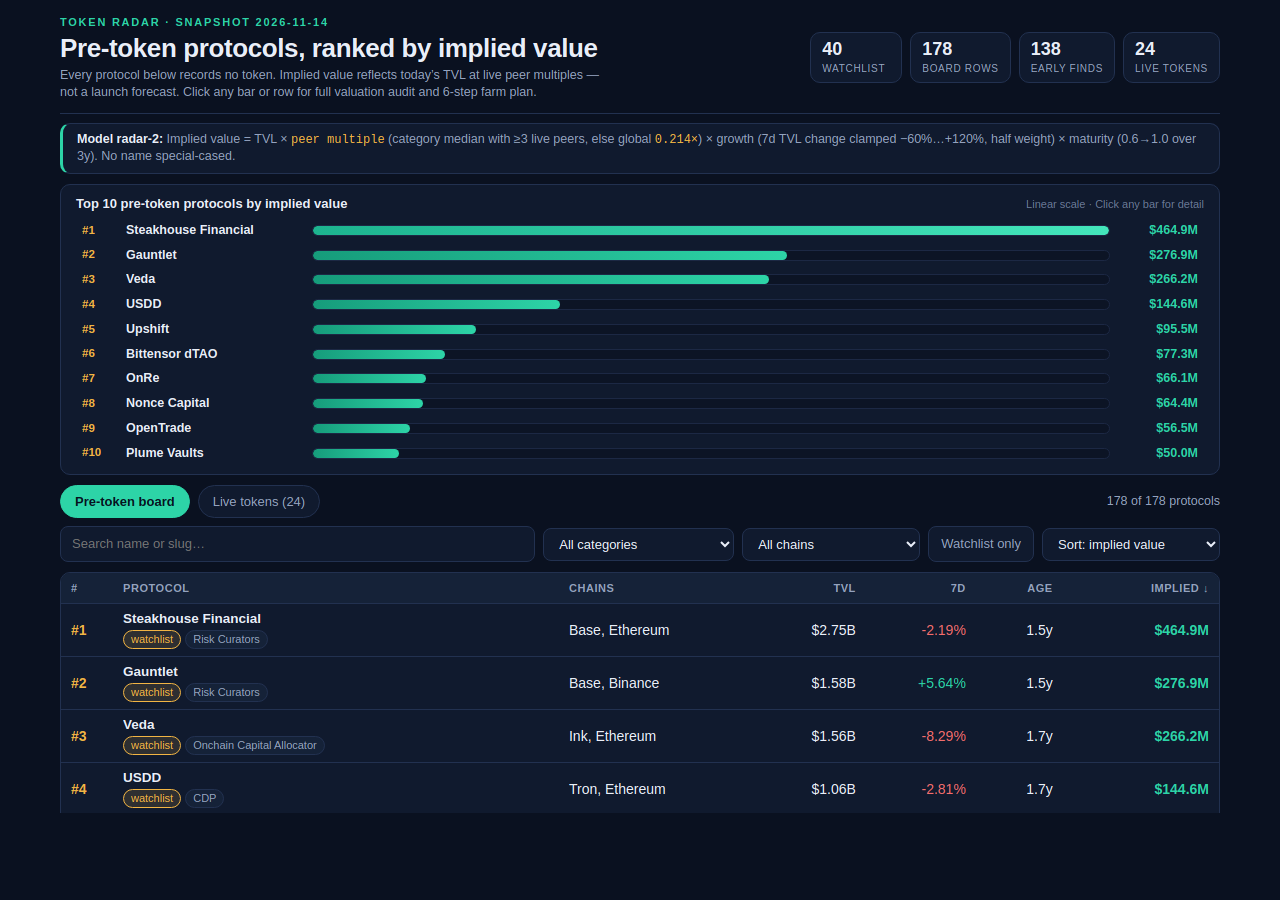 TOKEN RADAR · SNAPSHOT 2026-11-14
Pre-token protocols, ranked by implied value
Every protocol below records no token. Implied value reflects today's TVL at live peer multiples —
not a launch forecast. Click any bar or row for full valuation audit and 6-step farm plan.
40
WATCHLIST
178
BOARD ROWS
138
EARLY FINDS
24
LIVE TOKENS
Model radar-2: Implied value = TVL × peer multiple (category median with ≥3 live peers, else global 0.214×) × growth (7d TVL change clamped −60%…+120%, half weight) × maturity (0.6→1.0 over
3y). No name special-cased.
Top 10 pre-token protocols by implied value
Linear scale · Click any bar for detail
#1 Steakhouse Financial $464.9M
#2 Gauntlet $276.9M
#3 Veda $266.2M
#4 USDD $144.6M
#5 Upshift $95.5M
#6 Bittensor dTAO $77.3M
#7 OnRe $66.1M
#8 Nonce Capital $64.4M
#9 OpenTrade $56.5M
#10 Plume Vaults $50.0M
Pre-token board
Live tokens (24)
178 of 178 protocols
Search name or slug…
All categories
All chains
Watchlist only
Sort: implied value
# PROTOCOL CHAINS TVL 7D AGE IMPLIED ↓
#1 Steakhouse Financial Base, Ethereum $2.75B -2.19% 1.5y $464.9M
watchlist Risk Curators
#2 Gauntlet Base, Binance $1.58B +5.64% 1.5y $276.9M
watchlist Risk Curators
#3 Veda Ink, Ethereum $1.56B -8.29% 1.7y $266.2M
watchlist Onchain Capital Allocator
#4 USDD Tron, Ethereum $1.06B -2.81% 1.7y $144.6M
watchlist CDP